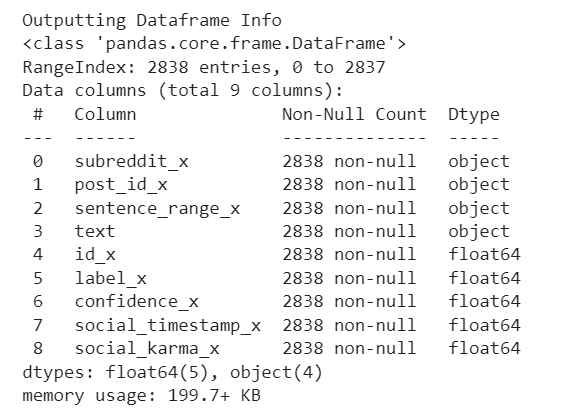 Outputting Dataframe Info
<class 'pandas.core.frame.DataFrame'>
RangeIndex: 2838 entries, 0 to 2837
Data columns (total 9 columns):
 #   Column              Non-Null Count  Dtype
---  ------              --------------  -----
 0   subreddit_x         2838 non-null   object
 1   post_id_x           2838 non-null   object
 2   sentence_range_x    2838 non-null   object
 3   text                2838 non-null   object
 4   id_x                2838 non-null   float64
 5   label_x             2838 non-null   float64
 6   confidence_x        2838 non-null   float64
 7   social_timestamp_x  2838 non-null   float64
 8   social_karma_x      2838 non-null   float64
dtypes: float64(5), object(4)
memory usage: 199.7+ KB